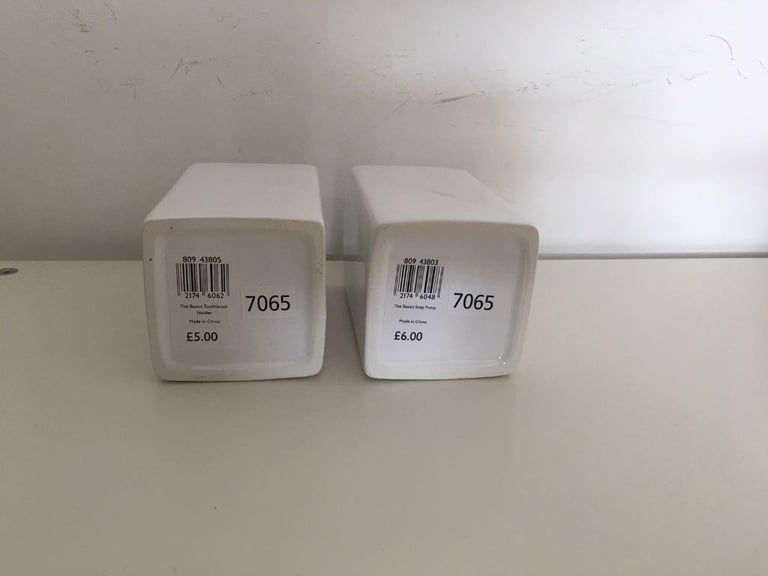 809 43805
2174 6062
The Basics Toothbrush
Holder
Made in China
£5.00
7065
809 43803
2174 6048
The Basics Soap Pump
Made in China
£6.00
7065